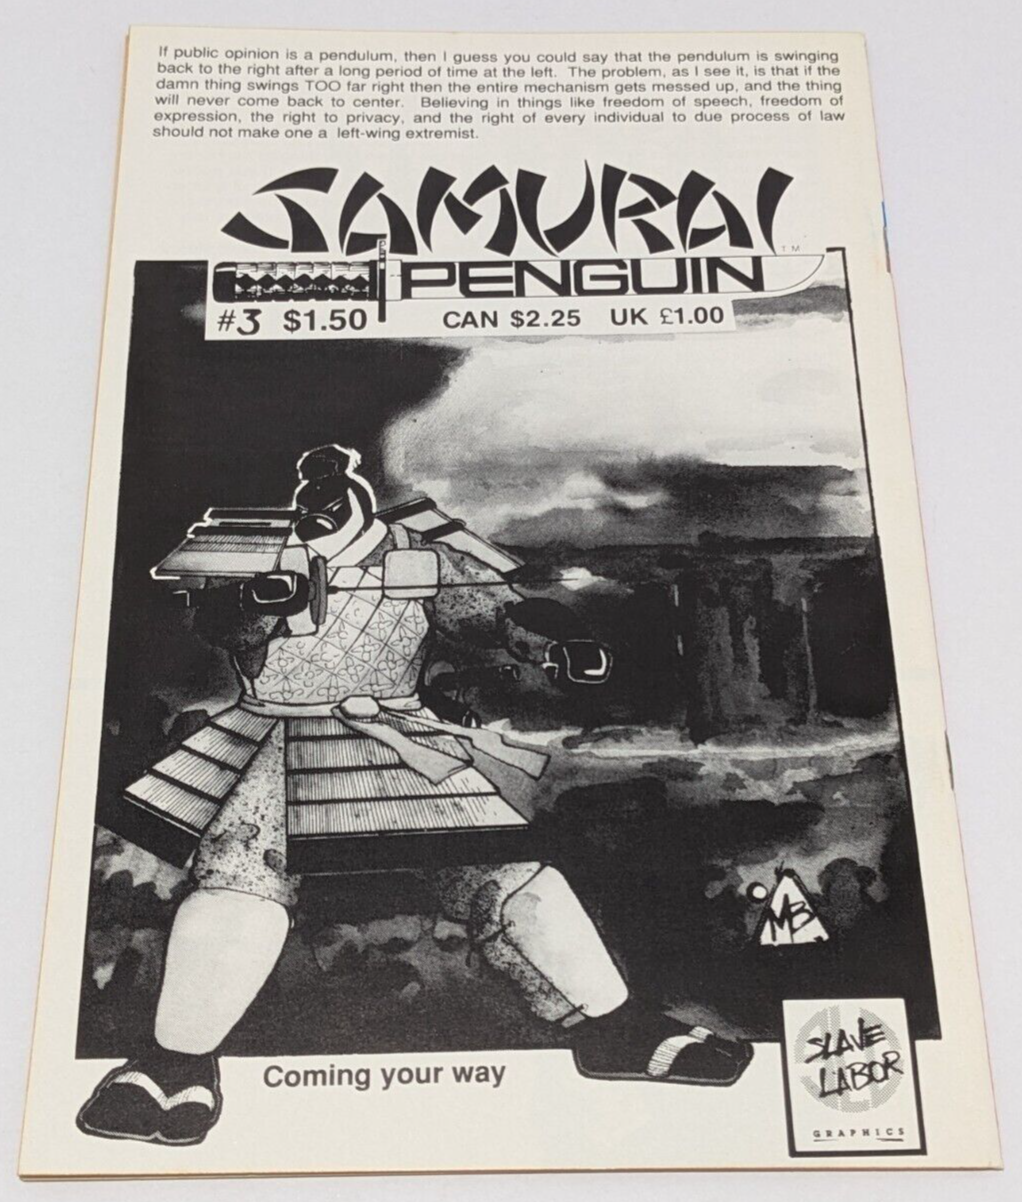 If public opinion is a pendulum, then I guess you could say that the pendulum is swinging
back to the right after a long period of time at the left. The problem, as I see it, is that if the
damn thing swings TOO far right then the entire mechanism gets messed up, and the thing
will never come back to center. Believing in things like freedom of speech, freedom of
expression, the right to privacy, and the right of every individual to due process of law
should not make one a left-wing extremist.
SAMURAI
TM
PENGUIN
#3 $1.50 CAN $2.25 UK £1.00
MB
Coming your way
SLAVE
LABOR
GRAPHICS